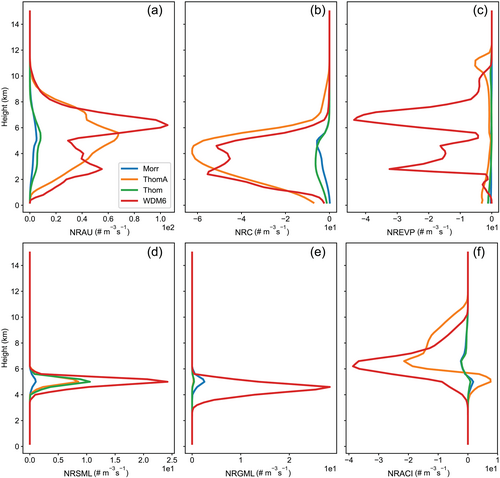 (a) (b) (c)
Height (km)
14
12
10
8
6
4
2
0
Morr
ThomA
Thom
WDM6
0.0 0.2 0.4 0.6 0.8 1.0
1e2
NRAU (# m⁻³ s⁻¹)
−6 −5 −4 −3 −2 −1 0
1e1
NRC (# m⁻³ s⁻¹)
−4 −3 −2 −1 0
1e1
NREVP (# m⁻³ s⁻¹)
(d) (e) (f)
Height (km)
14
12
10
8
6
4
2
0
0.0 0.5 1.0 1.5 2.0 2.5
1e1
NRSML (# m⁻³ s⁻¹)
0 1 2
1e1
NRGML (# m⁻³ s⁻¹)
−4 −3 −2 −1 0 1
1e1
NRACI (# m⁻³ s⁻¹)